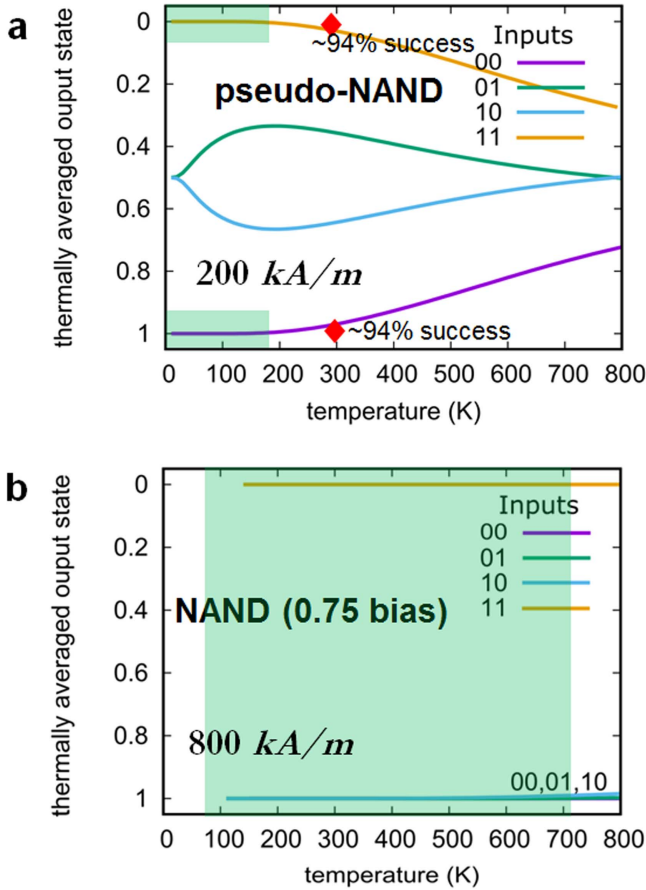 a
thermally averaged ouput state
0
0.2
0.4
0.6
0.8
1
~94% success
Inputs
00
01
10
11
pseudo-NAND
200 kA/m
~94% success
0 100 200 300 400 500 600 700 800
temperature (K)
b
thermally averaged ouput state
0
0.2
0.4
0.6
0.8
1
Inputs
00
01
10
11
NAND (0.75 bias)
800 kA/m
00,01,10
0 100 200 300 400 500 600 700 800
temperature (K)